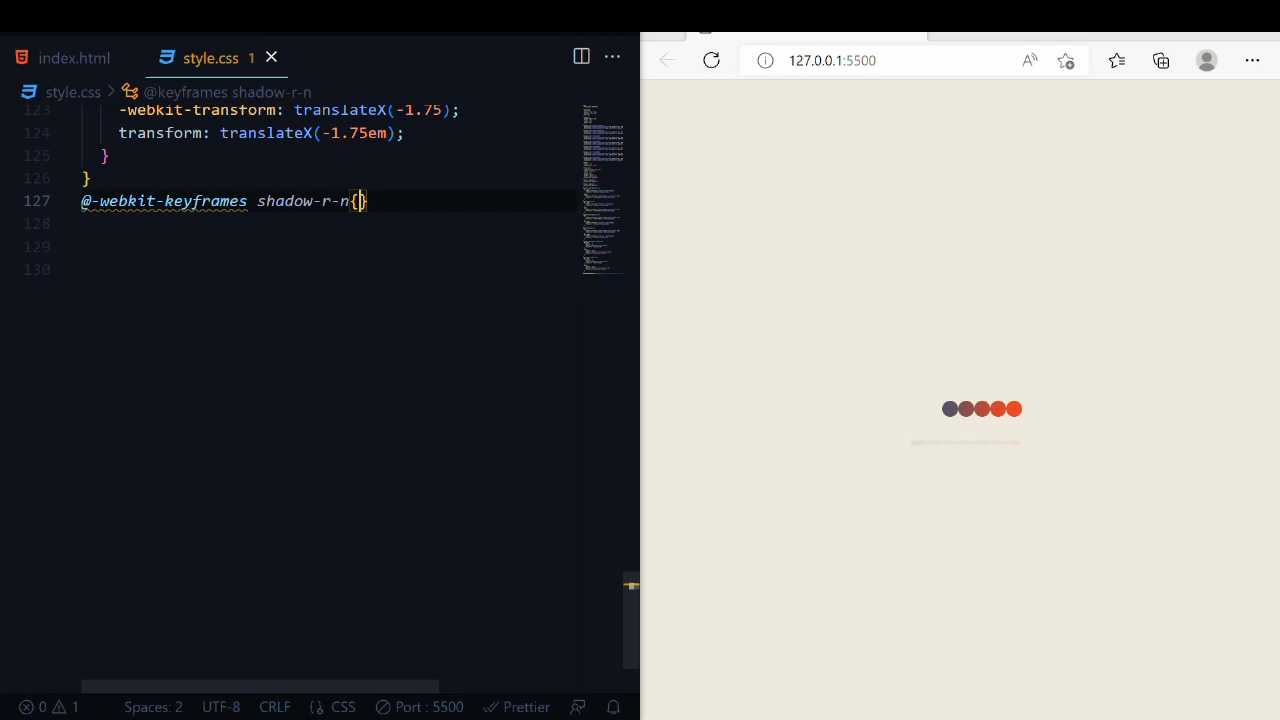 index.html
style.css 1
127.0.0.1:5500
style.css > @keyframes shadow-r-n
123 -webkit-transform: translateX(-1.75);
124 transform: translateX(-1.75em);
125 }
126 }
127 @-webkit-keyframes shadow-r-n{}
128
129
130
0 1 Spaces: 2 UTF-8 CRLF {} CSS Port : 5500 Prettier